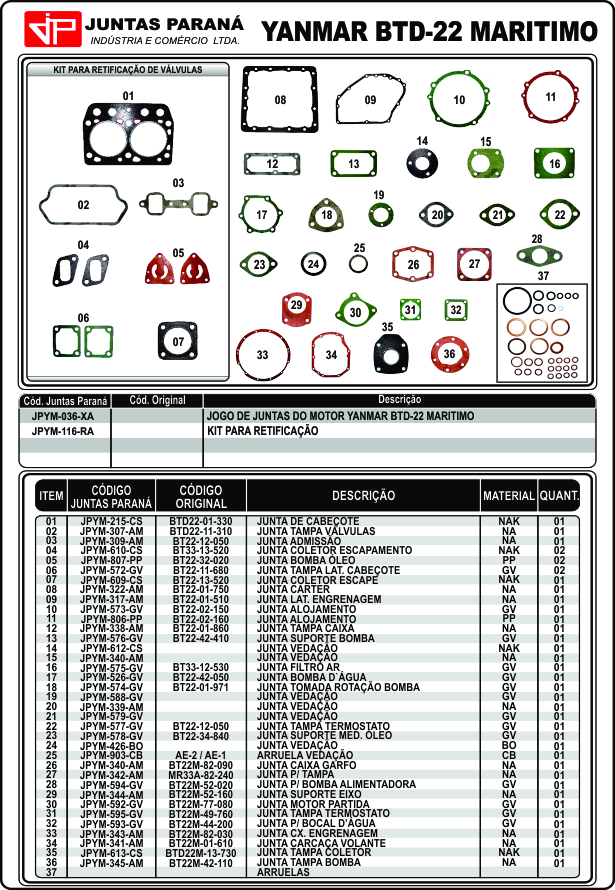 JP
JUNTAS PARANÁ
INDÚSTRIA E COMÉRCIO LTDA.
YANMAR BTD-22 MARITIMO
KIT PARA RETIFICAÇÃO DE VÁLVULAS
01
02
03
04
05
06
07
08
09
10
11
12
13
14
15
16
17
18
19
20
21
22
23
24
25
26
27
28
29
30
31
32
33
34
35
36
37
Cód. Juntas Paraná Cód. Original Descrição
JPYM-036-XA JOGO DE JUNTAS DO MOTOR YANMAR BTD-22 MARITIMO
JPYM-116-RA KIT PARA RETIFICAÇÃO
ITEM CÓDIGO JUNTAS PARANÁ CÓDIGO ORIGINAL DESCRIÇÃO MATERIAL QUANT.
01 JPYM-215-CS BTD22-01-330 JUNTA DE CABEÇOTE NAK 01
02 JPYM-307-AM BTD22-11-310 JUNTA TAMPA VÁLVULAS NA 01
03 JPYM-309-AM BT22-12-050 JUNTA ADMISSÃO NA 01
04 JPYM-610-CS BT33-13-520 JUNTA COLETOR ESCAPAMENTO NAK 02
05 JPYM-807-PP BT22-32-020 JUNTA BOMBA ÓLEO PP 02
06 JPYM-572-GV BT22-11-680 JUNTA TAMPA LAT. CABEÇOTE GV 02
07 JPYM-609-CS BT22-13-520 JUNTA COLETOR ESCAPE NAK 01
08 JPYM-322-AM BT22-01-750 JUNTA CARTER NA 01
09 JPYM-317-AM BT22-01-510 JUNTA LAT. ENGRENAGEM NA 01
10 JPYM-573-GV BT22-02-150 JUNTA ALOJAMENTO GV 01
11 JPYM-806-PP BT22-02-160 JUNTA ALOJAMENTO PP 01
12 JPYM-338-AM BT22-01-860 JUNTA TAMPA CAIXA NA 01
13 JPYM-576-GV BT22-42-410 JUNTA SUPORTE BOMBA GV 01
14 JPYM-612-CS JUNTA VEDAÇÃO NAK 01
15 JPYM-340-AM JUNTA VEDAÇÃO NA 01
16 JPYM-575-GV BT33-12-530 JUNTA FILTRO AR GV 01
17 JPYM-526-GV BT22-42-050 JUNTA BOMBA D`ÁGUA GV 01
18 JPYM-574-GV BT22-01-971 JUNTA TOMADA ROTAÇÃO BOMBA GV 01
19 JPYM-588-GV JUNTA VEDAÇÃO GV 01
20 JPYM-339-AM JUNTA VEDAÇÃO NA 01
21 JPYM-579-GV JUNTA VEDAÇÃO GV 01
22 JPYM-577-GV BT22-12-050 JUNTA TAMPA TERMOSTATO GV 01
23 JPYM-578-GV BT22-34-840 JUNTA SUPORTE MED. ÓLEO GV 01
24 JPYM-426-BO JUNTA VEDAÇÃO BO 01
25 JPYM-903-CB AE-2 / AE-1 ARRUELA VEDAÇÃO CB 01
26 JPYM-340-AM BT22M-82-090 JUNTA CAIXA GARFO NA 01
27 JPYM-342-AM MR33A-82-240 JUNTA P/ TAMPA NA 01
28 JPYM-594-GV BT22M-52-020 JUNTA P/ BOMBA ALIMENTADORA GV 01
29 JPYM-344-AM BT22M-52-160 JUNTA SUPORTE EIXO NA 01
30 JPYM-592-GV BT22M-77-080 JUNTA MOTOR PARTIDA GV 01
31 JPYM-595-GV BT22M-49-760 JUNTA TAMPA TERMOSTATO GV 01
32 JPYM-593-GV BT22M-44-200 JUNTA P/ BOCAL D'ÁGUA GV 01
33 JPYM-343-AM BT22M-82-030 JUNTA CX. ENGRENAGEM NA 01
34 JPYM-341-AM BT22M-01-610 JUNTA CARCAÇA VOLANTE NA 01
35 JPYM-613-CS BTD22M-13-730 JUNTA TAMPA COLETOR NAK 01
36 JPYM-345-AM BT22M-42-110 JUNTA TAMPA BOMBA NA 01
37 ARRUELAS